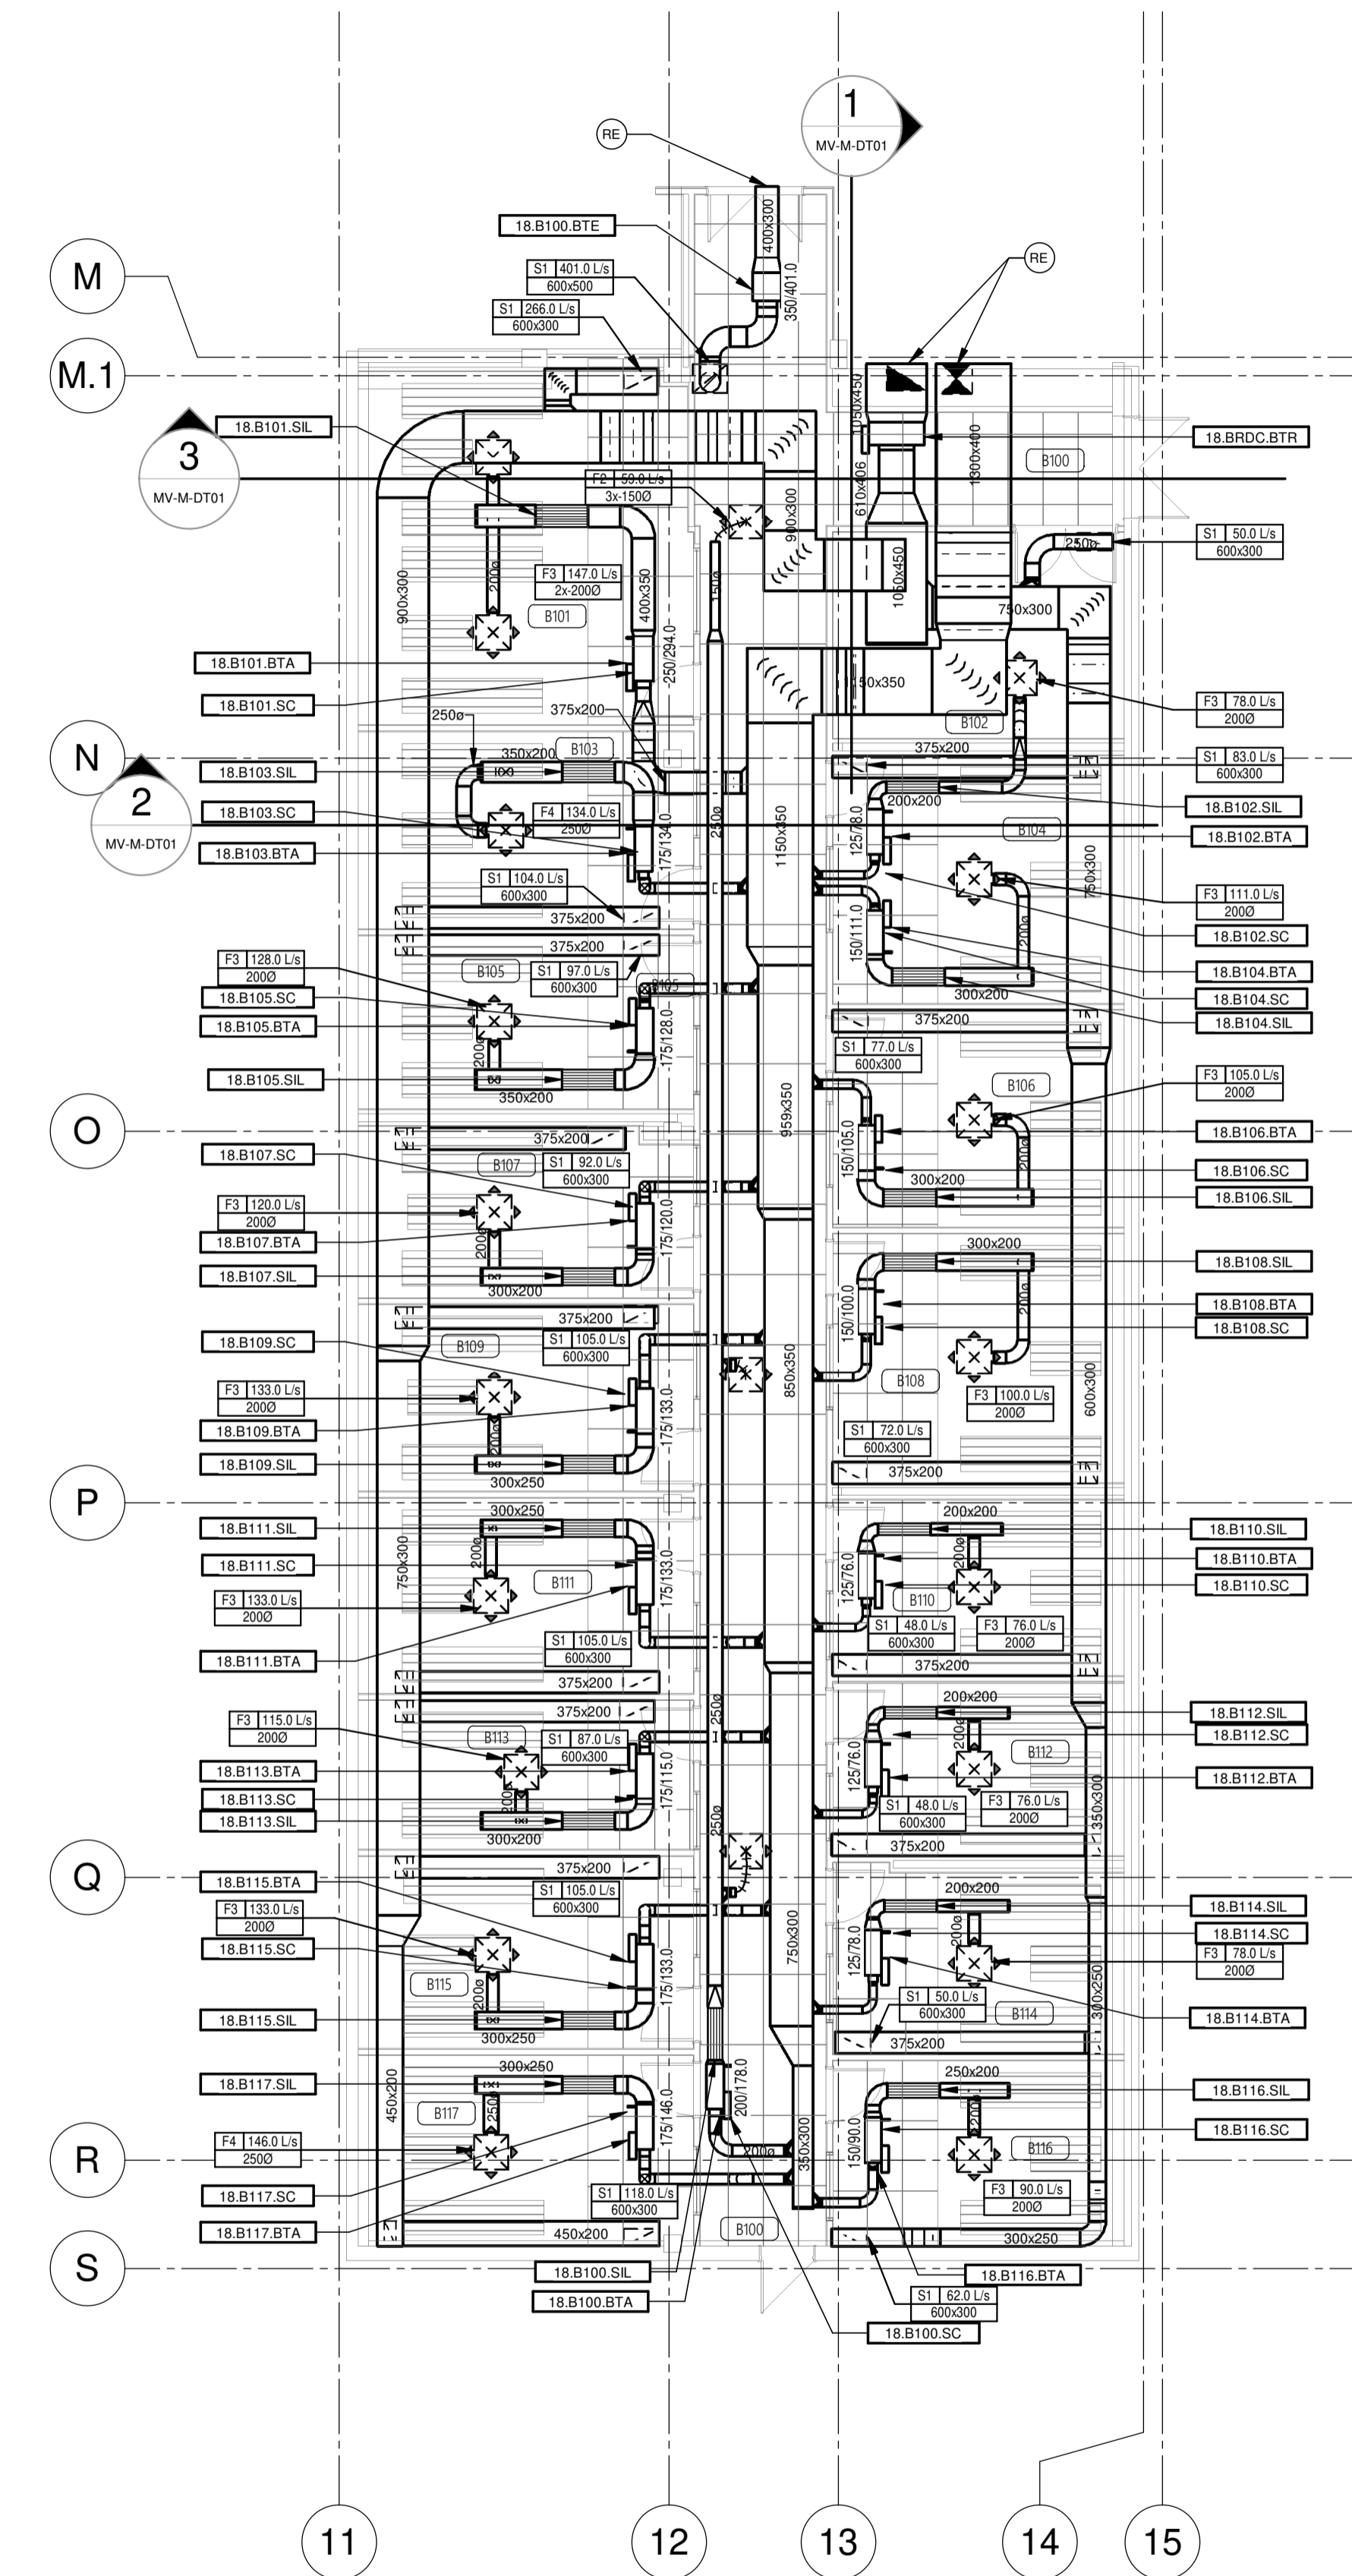 1
MV-M-DT01
RE
18.B100.BTE
400x300
350/401.0
S1 401.0 L/s
600x500
S1 266.0 L/s
600x300
RE
M
M.1
18.B101.SIL
3
MV-M-DT01
1050x450
610x406
1300x400
18.BRDC.BTR
B100
F2 59.0 L/s
3x-150Ø
900x300
S1 50.0 L/s
600x300
250ø
900x300
200ø
F3 147.0 L/s
2x-200Ø
B101
400x350
150ø
1050x450
750x300
18.B101.BTA
18.B101.SC
250/294.0
1150x350
250ø
375x200
B102
F3 78.0 L/s
200Ø
N
350x200
B103
375x200
S1 83.0 L/s
600x300
18.B103.SIL
2
MV-M-DT01
18.B103.SC
18.B103.BTA
F4 134.0 L/s
250Ø
175/134.0
250ø
1150x350
200x200
125/78.0
B104
18.B102.SIL
18.B102.BTA
750x300
S1 104.0 L/s
600x300
375x200
F3 111.0 L/s
200Ø
18.B102.SC
150/111.0
200ø
375x200
F3 128.0 L/s
200Ø
B105
S1 97.0 L/s
600x300
B105
18.B104.BTA
18.B105.SC
18.B105.BTA
300x200
18.B104.SC
18.B104.SIL
375x200
175/128.0
200ø
S1 77.0 L/s
600x300
18.B105.SIL
350x200
B106
F3 105.0 L/s
200Ø
959x350
O
375x200
18.B107.SC
B107
S1 92.0 L/s
600x300
150/105.0
200ø
18.B106.BTA
18.B106.SC
300x200
18.B106.SIL
F3 120.0 L/s
200Ø
18.B107.BTA
200ø
175/120.0
18.B107.SIL
300x200
300x200
18.B108.SIL
375x200
18.B109.SC
B109
S1 105.0 L/s
600x300
150/100.0
200ø
18.B108.BTA
18.B108.SC
850x350
F3 133.0 L/s
200Ø
18.B109.BTA
200ø
175/133.0
B108
F3 100.0 L/s
200Ø
600x300
S1 72.0 L/s
600x300
18.B109.SIL
300x250
375x200
P
300x250
18.B111.SIL
200x200
18.B110.SIL
750x300
18.B111.SC
200ø
B111
175/133.0
125/76.0
200ø
18.B110.BTA
18.B110.SC
F3 133.0 L/s
200Ø
B110
S1 48.0 L/s
600x300
F3 76.0 L/s
200Ø
18.B111.BTA
S1 105.0 L/s
600x300
375x200
375x200
375x200
200x200
18.B112.SIL
18.B112.SC
250ø
F3 115.0 L/s
200Ø
B113
S1 87.0 L/s
600x300
B112
18.B113.BTA
18.B113.SC
18.B113.SIL
175/115.0
125/76.0
200ø
18.B112.BTA
S1 48.0 L/s
600x300
F3 76.0 L/s
200Ø
350x300
300x200
250ø
375x200
Q
375x200
18.B115.BTA
S1 105.0 L/s
600x300
200x200
18.B114.SIL
F3 133.0 L/s
200Ø
18.B115.SC
18.B114.SC
F3 78.0 L/s
200Ø
B115
200ø
175/133.0
750x300
125/78.0
200ø
S1 50.0 L/s
600x300
B114
300x250
18.B114.BTA
18.B115.SIL
300x250
375x200
300x250
18.B117.SIL
250x200
18.B116.SIL
450x200
B117
250ø
175/146.0
200/178.0
350x300
150/90.0
200ø
18.B116.SC
R
F4 146.0 L/s
250Ø
200ø
B116
18.B117.SC
S1 118.0 L/s
600x300
F3 90.0 L/s
200Ø
18.B117.BTA
450x200
B100
300x250
S
18.B100.SIL
18.B100.BTA
18.B116.BTA
S1 62.0 L/s
600x300
18.B100.SC
11
12
13
14
15